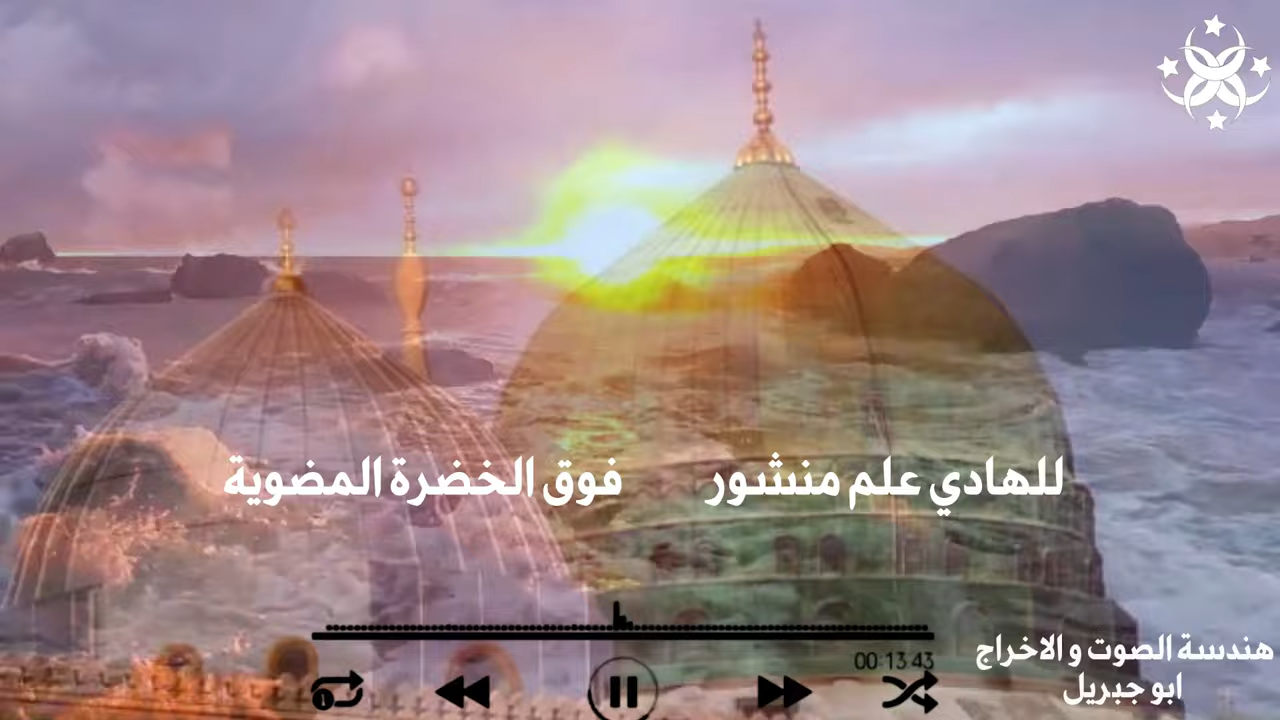 للهادي علم منشور فوق الخضرة المضوية
00:13.43
هندسة الصوت و الاخراج
ابو جبريل